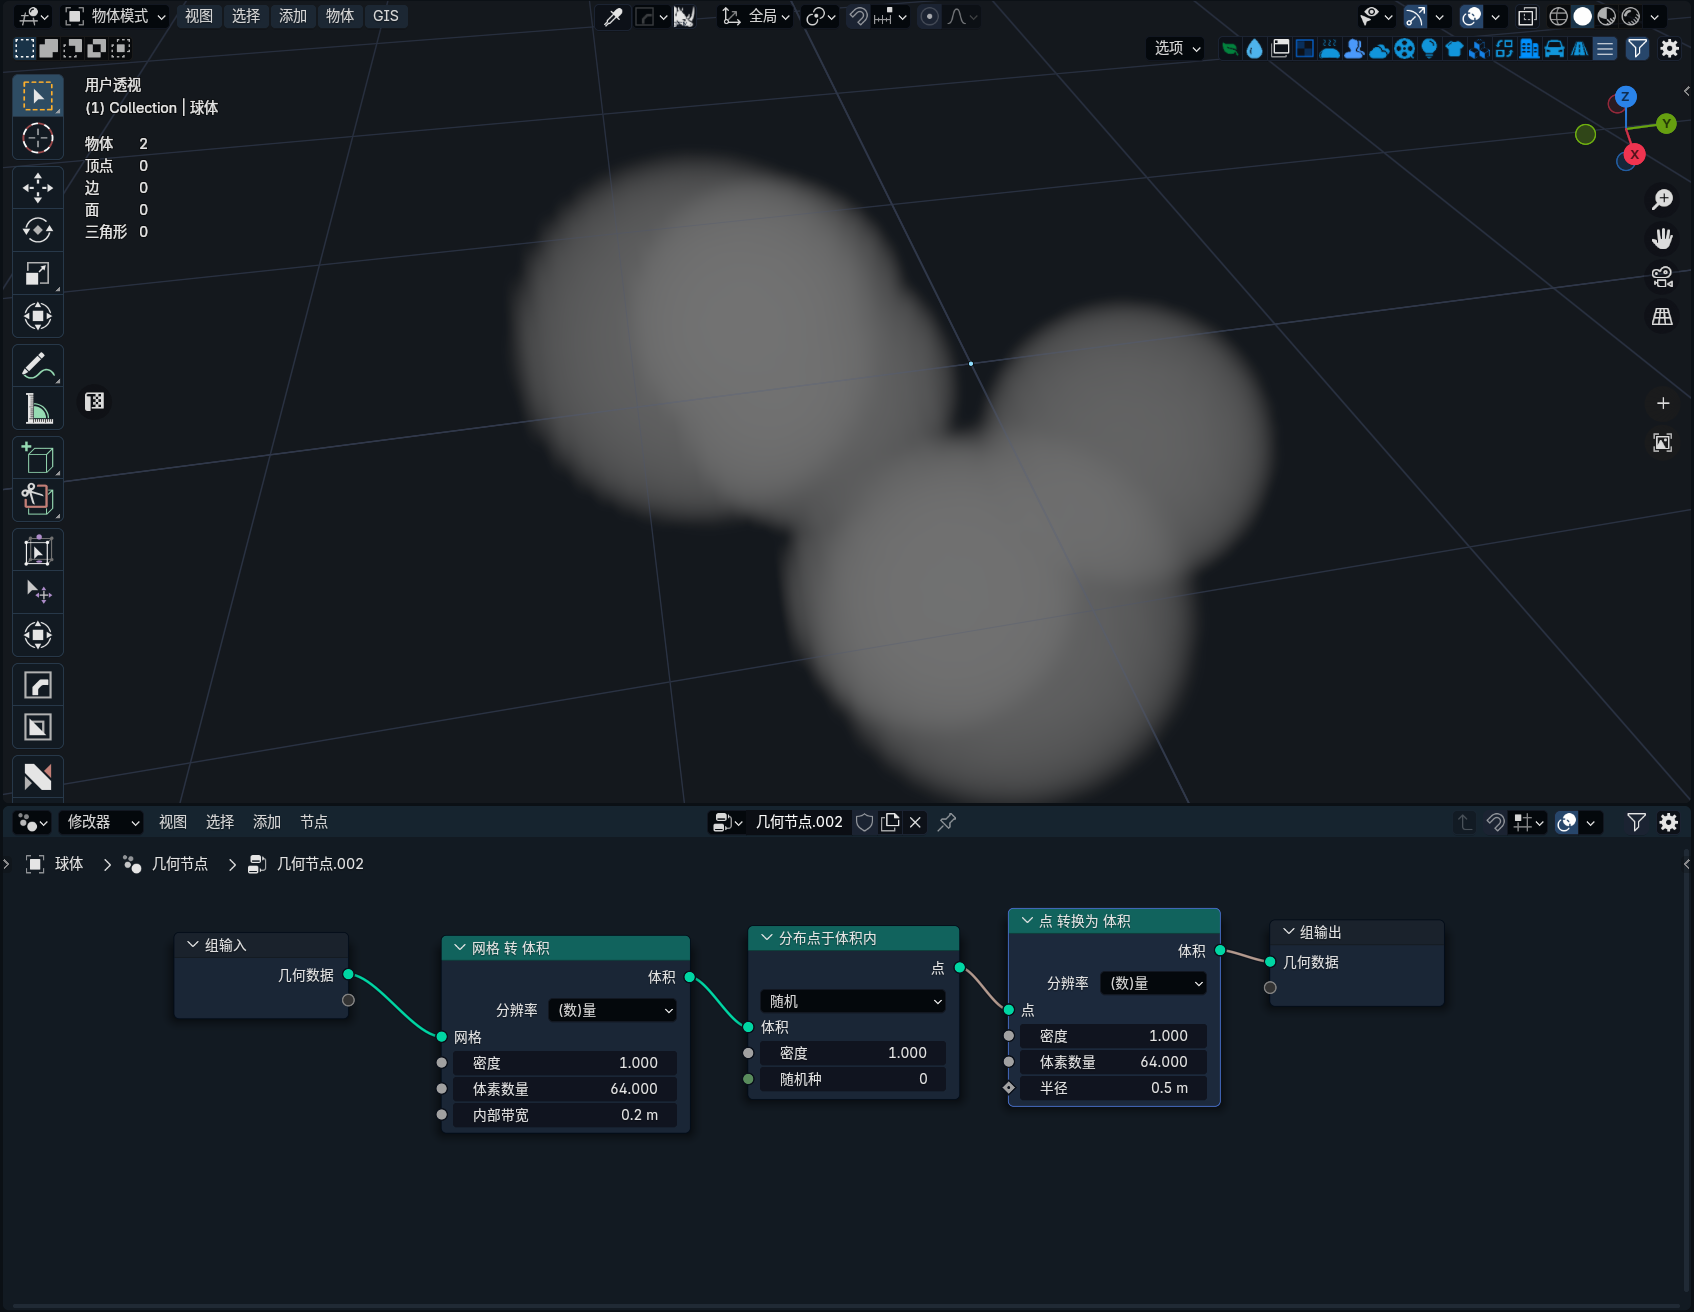 物体模式 视图 选择 添加 物体 GIS 全局
选项
用户透视
(1) Collection | 球体
物体 2
顶点 0
边 0
面 0
三角形 0
Z
Y
X
修改器 视图 选择 添加 节点 几何节点.002
球体 几何节点 几何节点.002
组输入
几何数据
网格 转 体积
体积
分辨率 (数)量
网格
密度 1.000
体素数量 64.000
内部带宽 0.2 m
分布点于体积内
点
随机
体积
密度 1.000
随机种 0
点 转换为 体积
体积
分辨率 (数)量
点
密度 1.000
体素数量 64.000
半径 0.5 m
组输出
几何数据